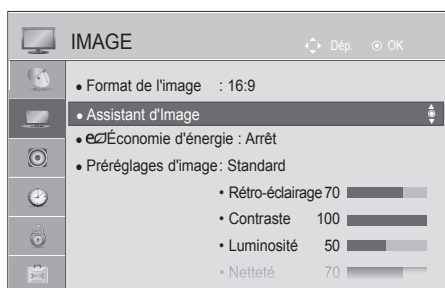 IMAGE Dép. OK
• Format de l'image : 16:9
• Assistant d'Image
• eco Économie d'énergie : Arrêt
• Préréglages d'image: Standard
• Rétro-éclairage 70
• Contraste 100
• Luminosité 50
• Netteté 70